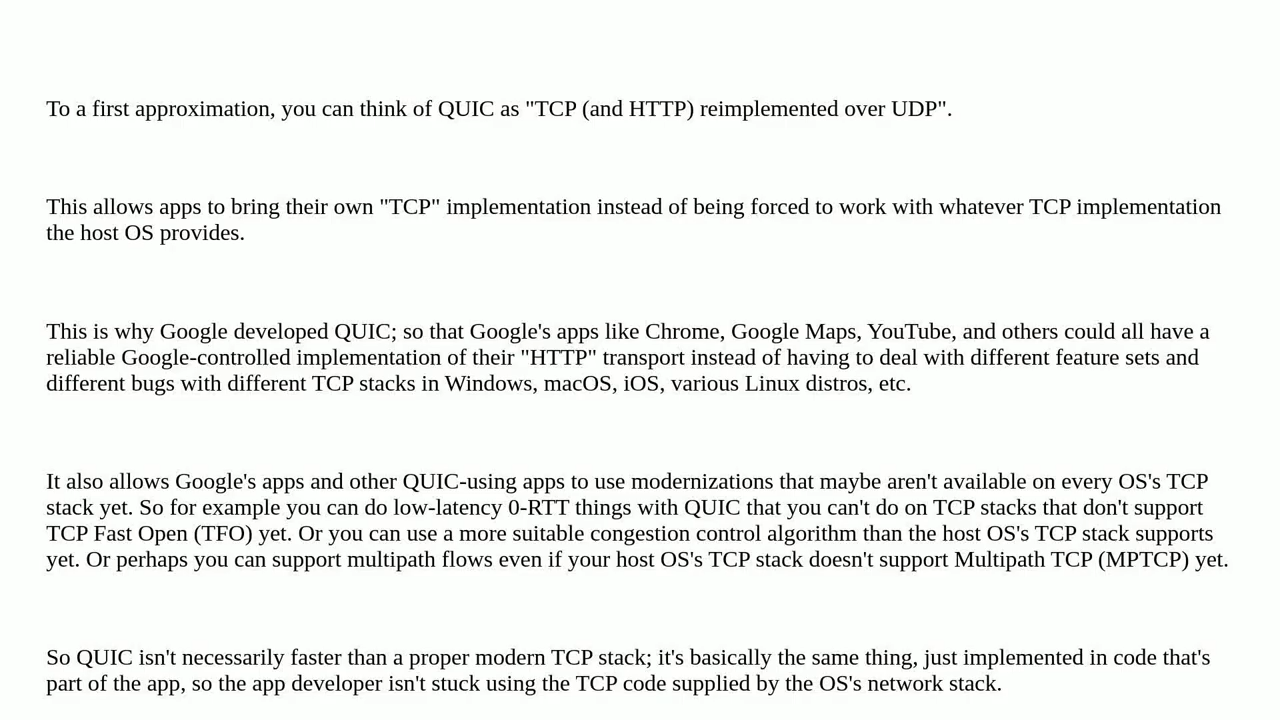 To a first approximation, you can think of QUIC as "TCP (and HTTP) reimplemented over UDP".
This allows apps to bring their own "TCP" implementation instead of being forced to work with whatever TCP implementation
the host OS provides.
This is why Google developed QUIC; so that Google's apps like Chrome, Google Maps, YouTube, and others could all have a
reliable Google-controlled implementation of their "HTTP" transport instead of having to deal with different feature sets and
different bugs with different TCP stacks in Windows, macOS, iOS, various Linux distros, etc.
It also allows Google's apps and other QUIC-using apps to use modernizations that maybe aren't available on every OS's TCP
stack yet. So for example you can do low-latency 0-RTT things with QUIC that you can't do on TCP stacks that don't support
TCP Fast Open (TFO) yet. Or you can use a more suitable congestion control algorithm than the host OS's TCP stack supports
yet. Or perhaps you can support multipath flows even if your host OS's TCP stack doesn't support Multipath TCP (MPTCP) yet.
So QUIC isn't necessarily faster than a proper modern TCP stack; it's basically the same thing, just implemented in code that's
part of the app, so the app developer isn't stuck using the TCP code supplied by the OS's network stack.